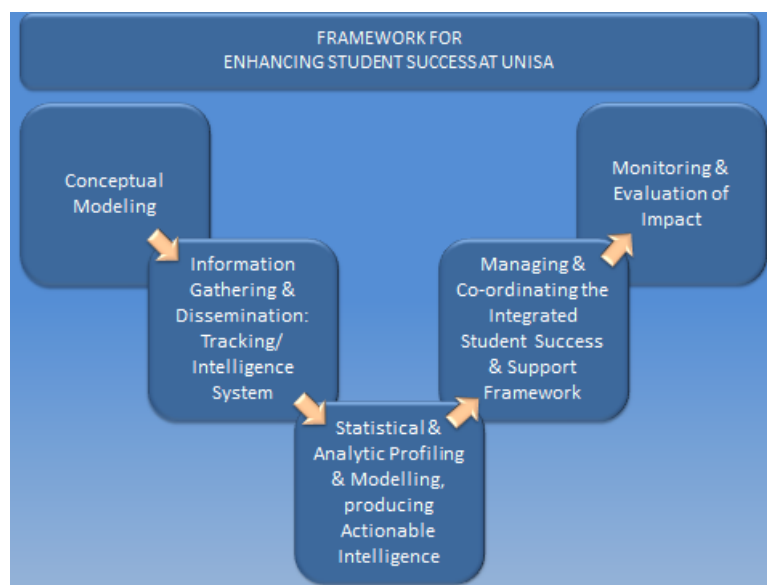 FRAMEWORK FOR
ENHANCING STUDENT SUCCESS AT UNISA
Conceptual
Modeling
Information
Gathering &
Dissemination:
Tracking/
Intelligence
System
Statistical &
Analytic Profiling
& Modelling,
producing
Actionable
Intelligence
Managing &
Co-ordinating the
Integrated
Student Success
& Support
Framework
Monitoring &
Evaluation of
Impact